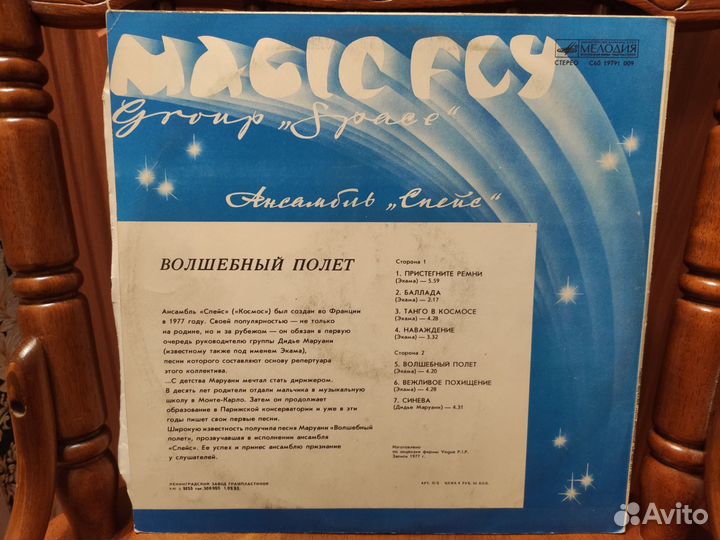 MAGIC FLY
МЕЛОДИЯ
СТЕРЕО С60 19791 009
Group „Space“
Ансамбль „Спейс“
ВОЛШЕБНЫЙ ПОЛЕТ
Ансамбль «Спейс» («Космос») был создан во Франции
в 1977 году. Своей популярностью — не только
на родине, но и за рубежом — он обязан в первую
очередь руководителю группы Дидье Маруани
(известному также под именем Экама),
песни которого составляют основу репертуара
этого коллектива.
...С детства Маруани мечтал стать дирижером.
В десять лет родители отдали мальчика в музыкальную
школу в Монте-Карло. Затем он продолжает
образование в Парижской консерватории и уже в эти
годы пишет свои первые песни.
Широкую известность получила песня Маруани «Волшебный
полет», прозвучавшая в исполнении ансамбля
«Спейс». Ее успех и принес ансамблю признание
у слушателей.
ЛЕНИНГРАДСКИЙ ЗАВОД ГРАМПЛАСТИНОК
Сторона 1
1. ПРИСТЕГНИТЕ РЕМНИ
(Экама) — 5.59
2. БАЛЛАДА
(Экама) — 2.17
3. ТАНГО В КОСМОСЕ
(Экама) — 4.28
4. НАВАЖДЕНИЕ
(Экама) — 3.32
Сторона 2
5. ВОЛШЕБНЫЙ ПОЛЕТ
(Экама) — 4.20
6. ВЕЖЛИВОЕ ПОХИЩЕНИЕ
(Экама) — 4.28
7. СИНЕВА
(Дидье Маруани) — 4.31
Изготовлено
по лицензии фирмы Vogue P.I.P.
Запись 1977 г.
Avito